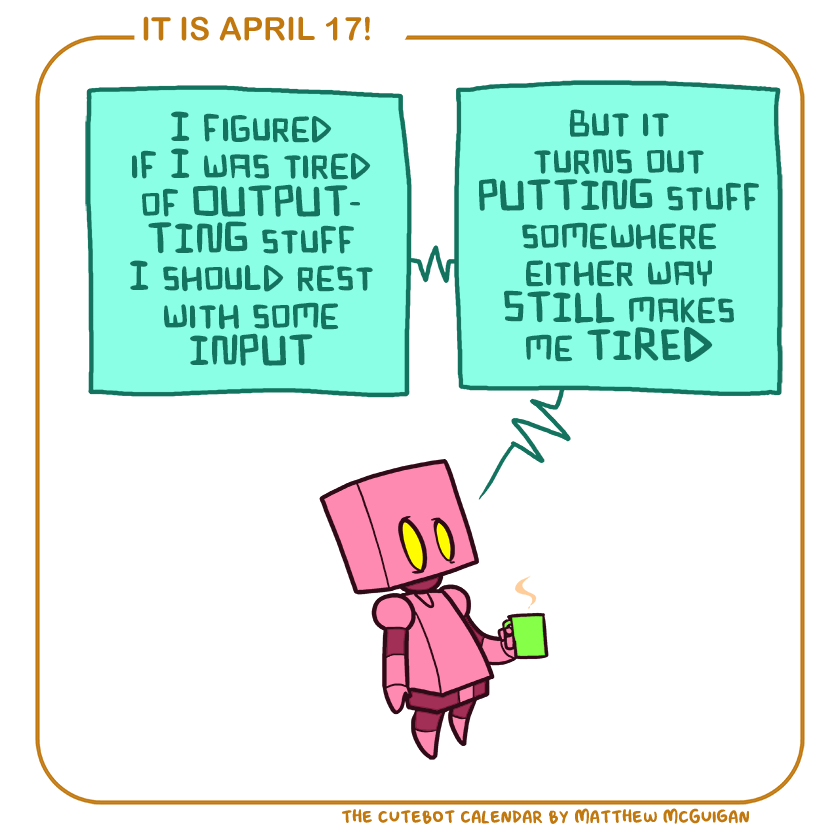 IT IS APRIL 17!
I FIGURED
IF I WAS TIRED
OF OUTPUT-
TING STUFF
I SHOULD REST
WITH SOME
INPUT
BUT IT
TURNS OUT
PUTTING STUFF
SOMEWHERE
EITHER WAY
STILL MAKES
ME TIRED
THE CUTEBOT CALENDAR BY MATTHEW MCGUIGAN